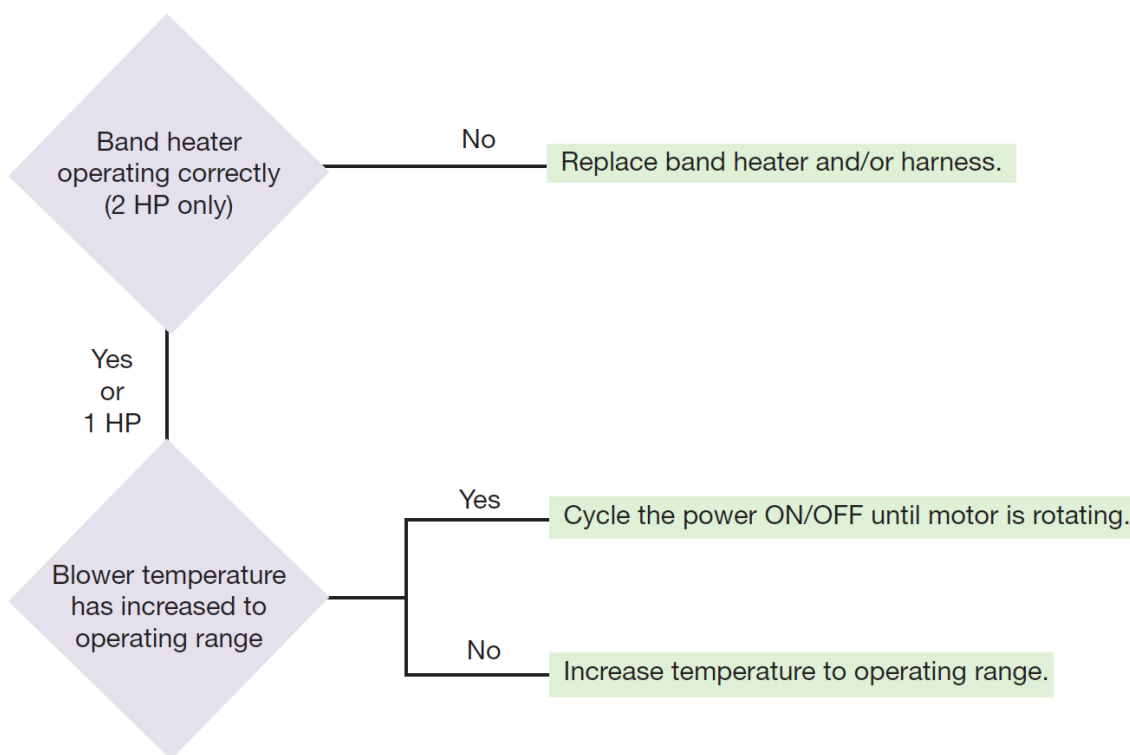 Band heater
operating correctly
(2 HP only)
No
Replace band heater and/or harness.
Yes
or
1 HP
Blower temperature
has increased to
operating range
Yes
Cycle the power ON/OFF until motor is rotating.
No
Increase temperature to operating range.